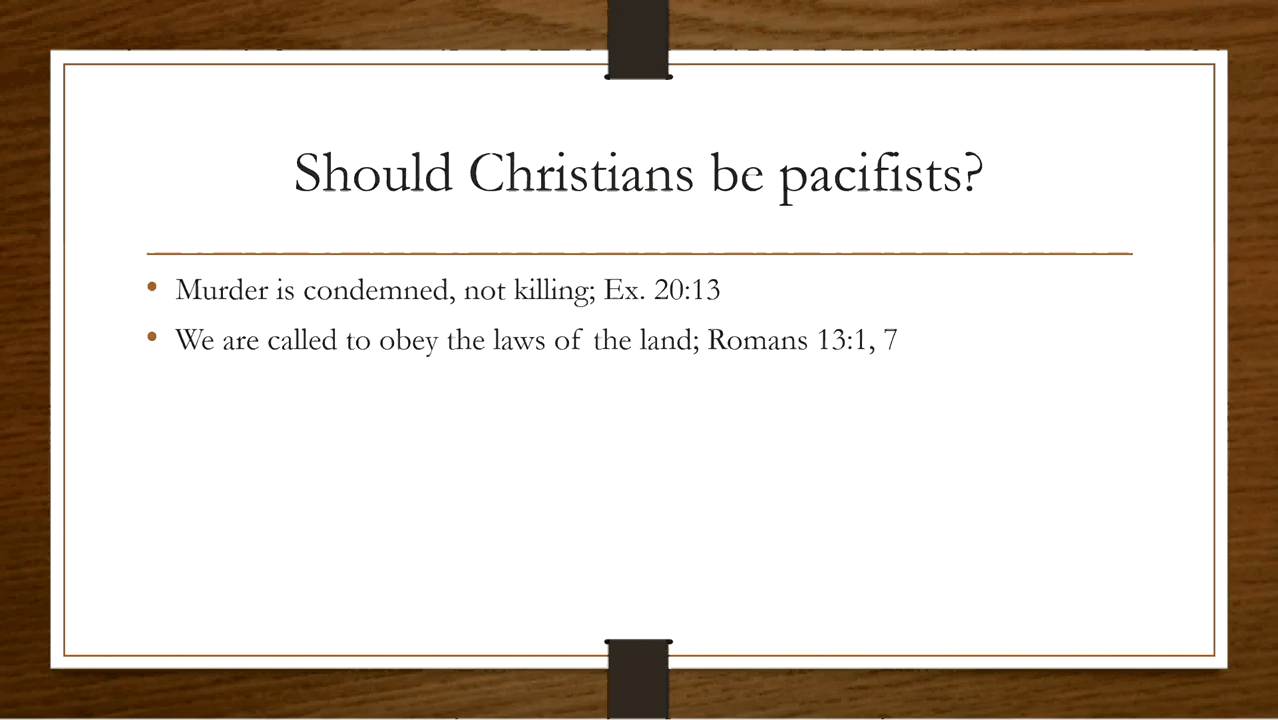 Should Christians be pacifists?
• Murder is condemned, not killing; Ex. 20:13
• We are called to obey the laws of the land; Romans 13:1, 7